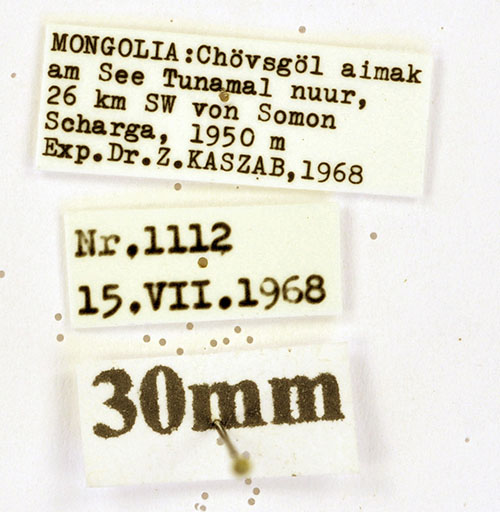 MONGOLIA:Chövsgöl aimak
am See Tunamal nuur,
26 km SW von Somon
Scharga, 1950 m
Exp.Dr.Z.KASZAB,1968
Nr.1112
15.VII.1968
30mm